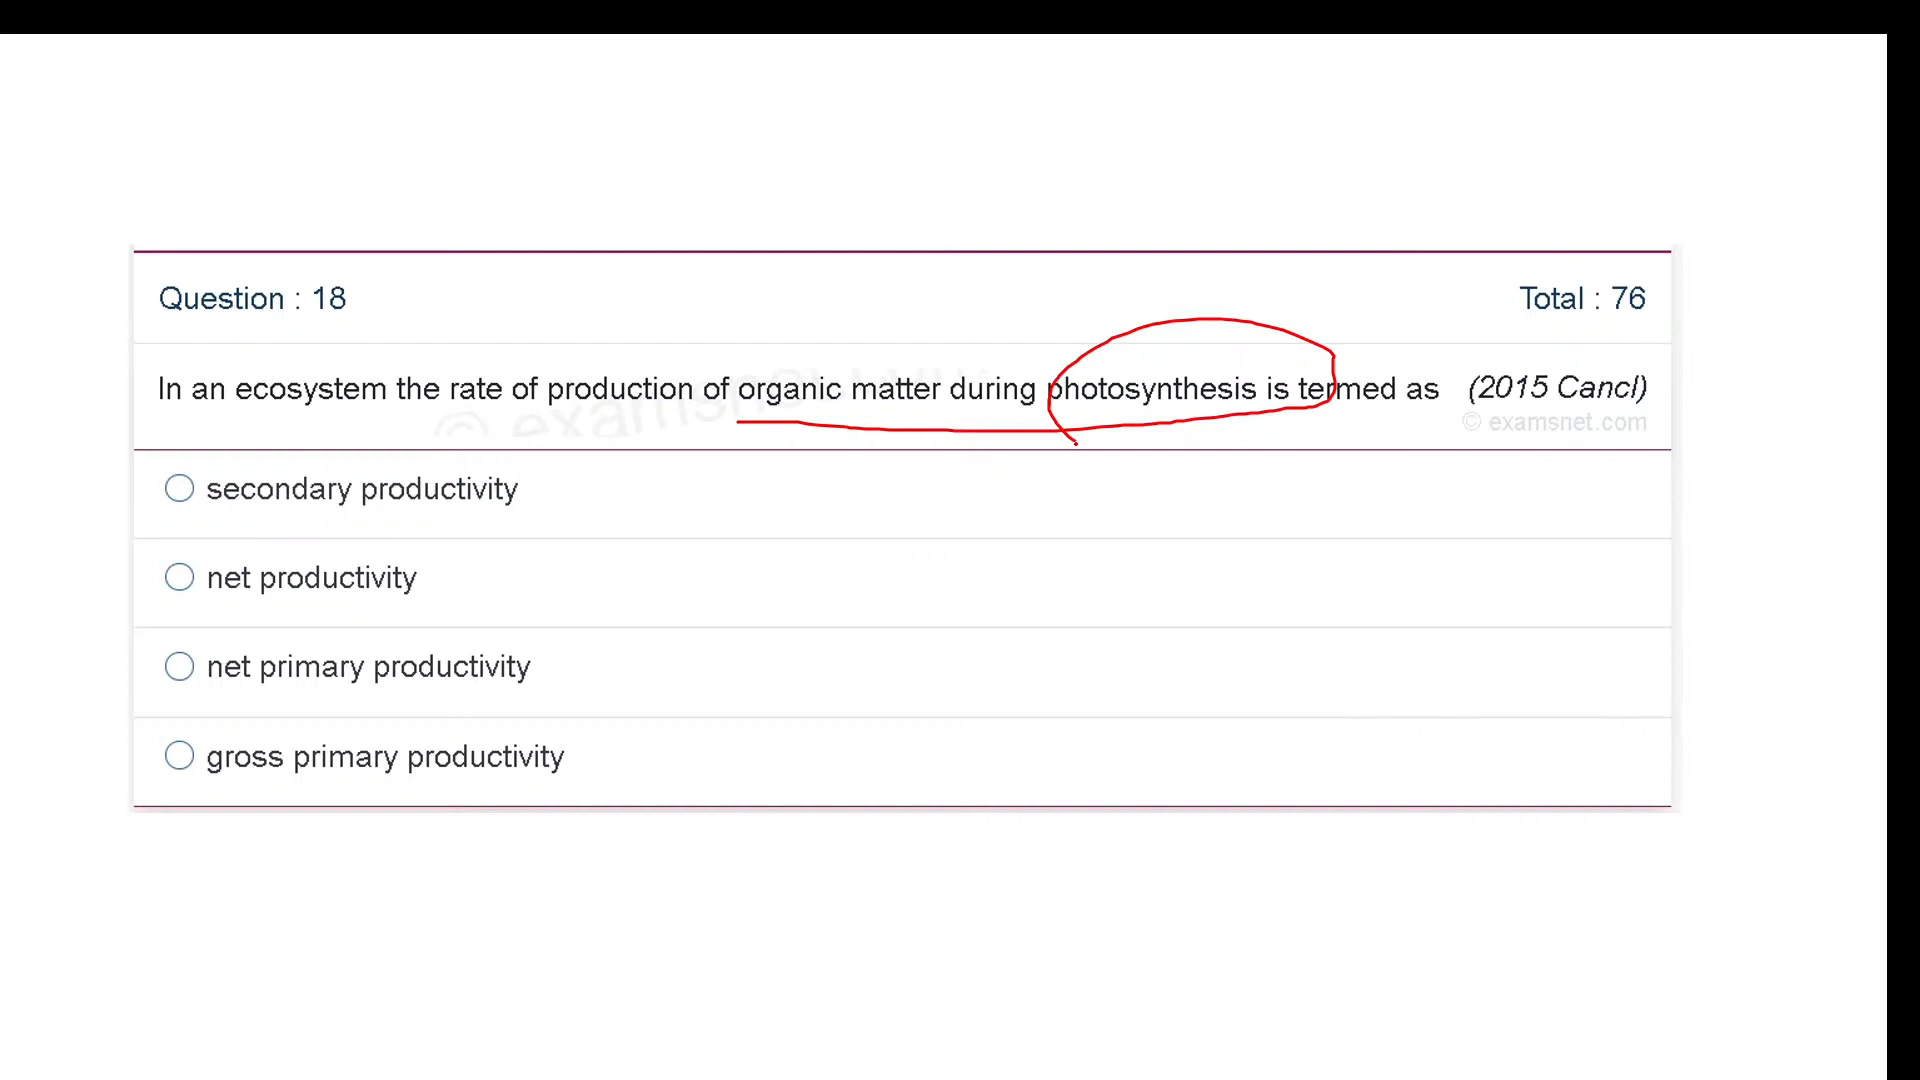 Question : 18 Total : 76
In an ecosystem the rate of production of organic matter during photosynthesis is termed as (2015 Cancl)
© examsnet.com
© examsnet
secondary productivity
net productivity
net primary productivity
gross primary productivity